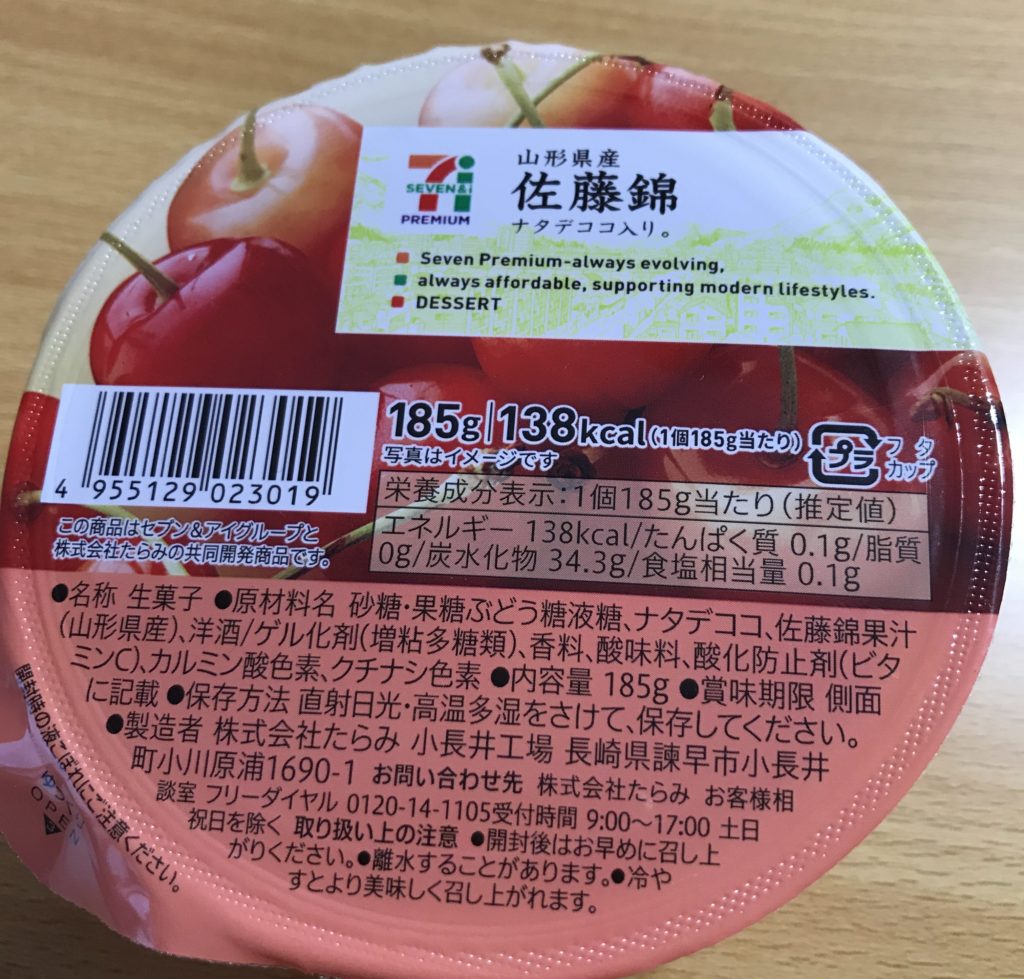 山形県産
佐藤錦
ナタデココ入り。
7i
SEVEN&i
PREMIUM
Seven Premium-always evolving,
always affordable, supporting modern lifestyles.
DESSERT
4 955129 023019
この商品はセブン&アイグループと
株式会社たらみの共同開発商品です。
185g|138kcal(1個185g当たり)
写真はイメージです
プラ
フタ
カップ
栄養成分表示:1個185g当たり(推定値)
エネルギー 138kcal/たんぱく質 0.1g/脂質
0g/炭水化物 34.3g/食塩相当量 0.1g
●名称 生菓子 ●原材料名 砂糖・果糖ぶどう糖液糖、ナタデココ、佐藤錦果汁
(山形県産)、洋酒/ゲル化剤(増粘多糖類)、香料、酸味料、酸化防止剤(ビタ
ミンC)、カルミン酸色素、クチナシ色素 ●内容量 185g ●賞味期限 側面
に記載 ●保存方法 直射日光・高温多湿をさけて、保存してください。
●製造者 株式会社たらみ 小長井工場 長崎県諫早市小長井
町小川原浦1690-1 お問い合わせ先 株式会社たらみ お客様相
談室 フリーダイヤル 0120-14-1105受付時間 9:00〜17:00 土日
祝日を除く 取り扱い上の注意 ●開封後はお早めに召し上
がりください。●離水することがあります。●冷や
すとより美味しく召し上がれます。
開封時の液こぼれにご注意ください。